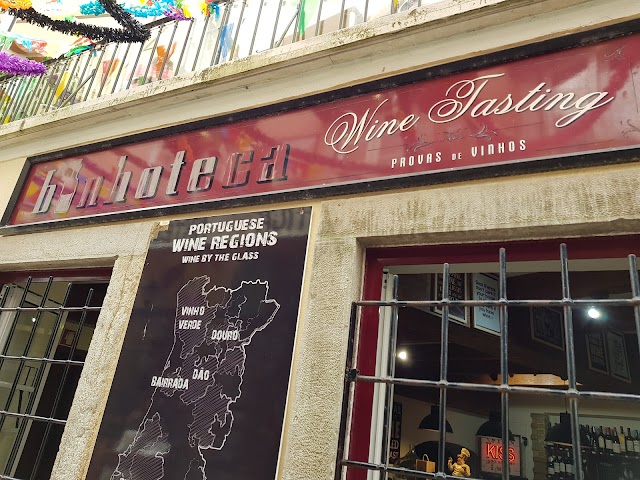 binhoteca
Wine Tasting
PROVAS DE VINHOS
PORTUGUESE
WINE REGIONS
WINE BY THE GLASS
VINHO
VERDE
DOURO
DÃO
BAIRRADA
KISS